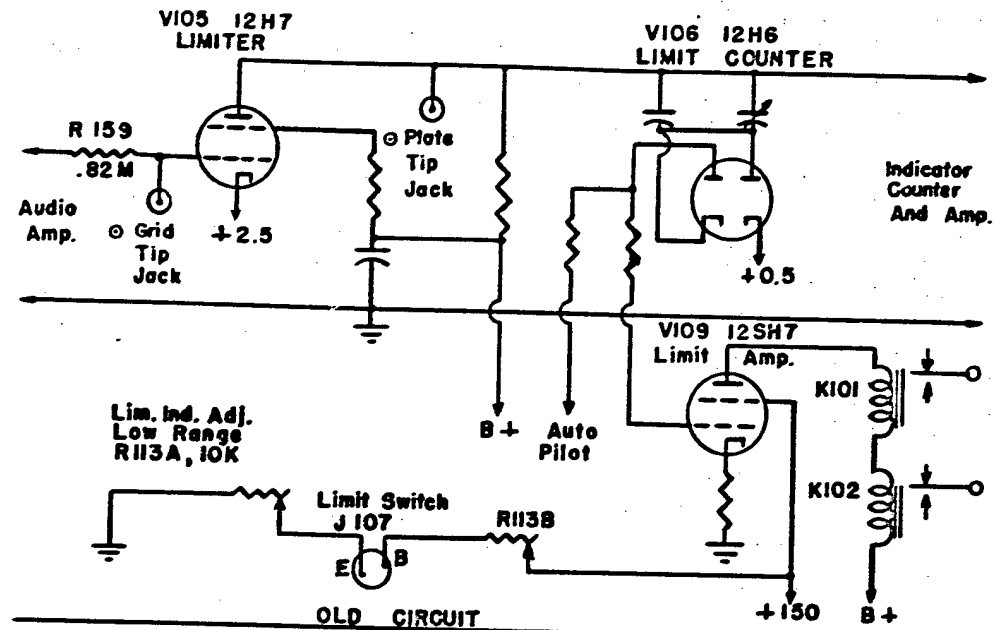 V105 12H7
LIMITER
V106 12H6
LIMIT COUNTER
R 159
.82M
⊙ Plate
Tip
Jack
Indicator
Counter
And Amp.
Audio
Amp.
⊙ Grid
Tip
Jack
+2.5
+0.5
V109 12SH7
Limit Amp.
K101
Lim. Ind. Adj.
Low Range
R113A, 10K
B+
Auto
Pilot
K102
Limit Switch
J 107
R113B
E
B
+150
B+
OLD CIRCUIT